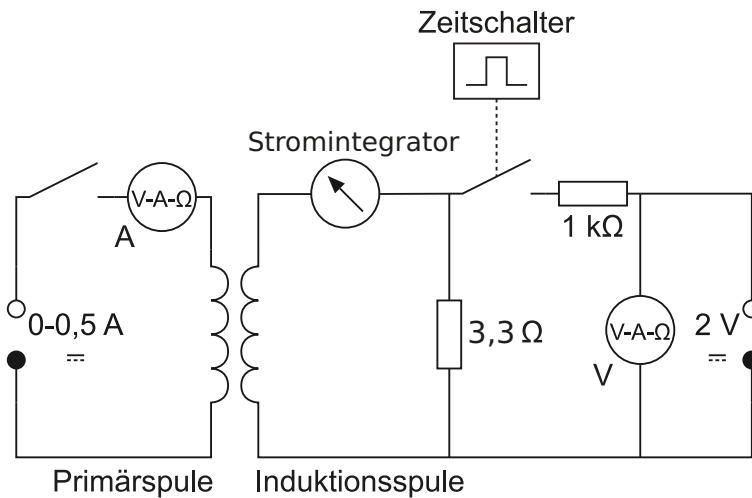 Zeitschalter
Stromintegrator
V-A-Ω
A
1 kΩ
0-0,5 A
3,3 Ω
V-A-Ω
V
2 V
Primärspule
Induktionsspule